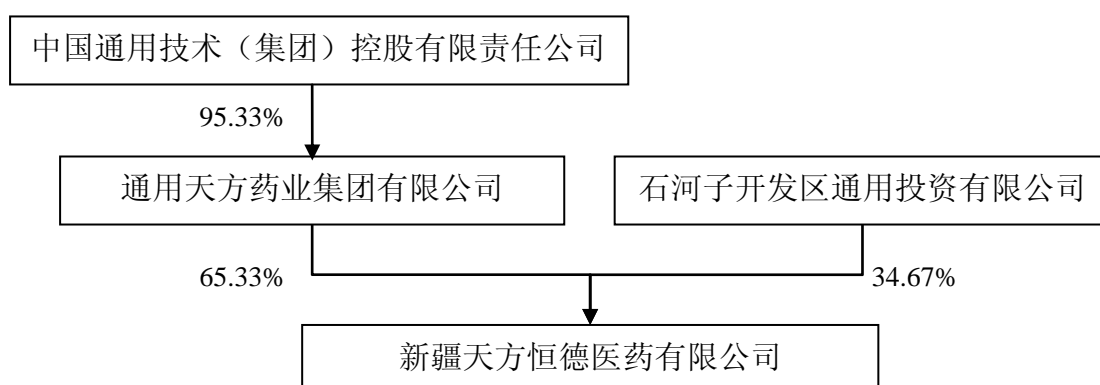 中国通用技术（集团）控股有限责任公司
95.33%
通用天方药业集团有限公司
石河子开发区通用投资有限公司
65.33%
34.67%
新疆天方恒德医药有限公司